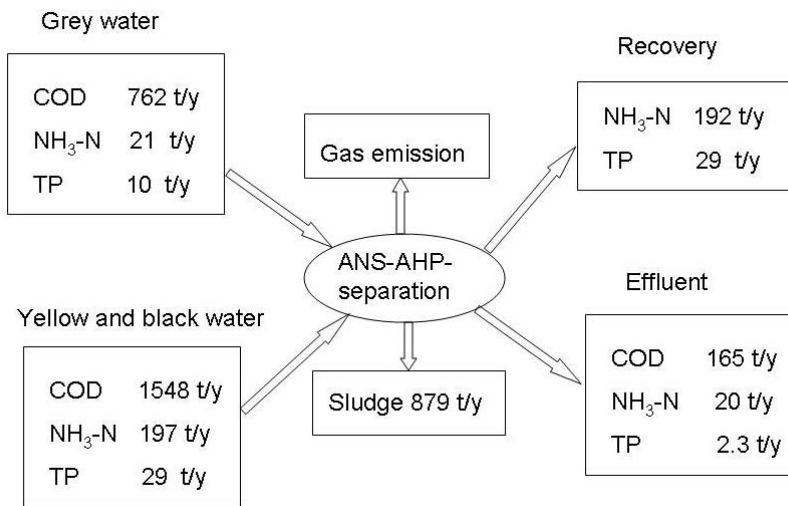 Grey water
COD 762 t/y
NH₃-N 21 t/y
TP 10 t/y
Gas emission
Recovery
NH₃-N 192 t/y
TP 29 t/y
ANS-AHP-
separation
Yellow and black water
COD 1548 t/y
NH₃-N 197 t/y
TP 29 t/y
Sludge 879 t/y
Effluent
COD 165 t/y
NH₃-N 20 t/y
TP 2.3 t/y